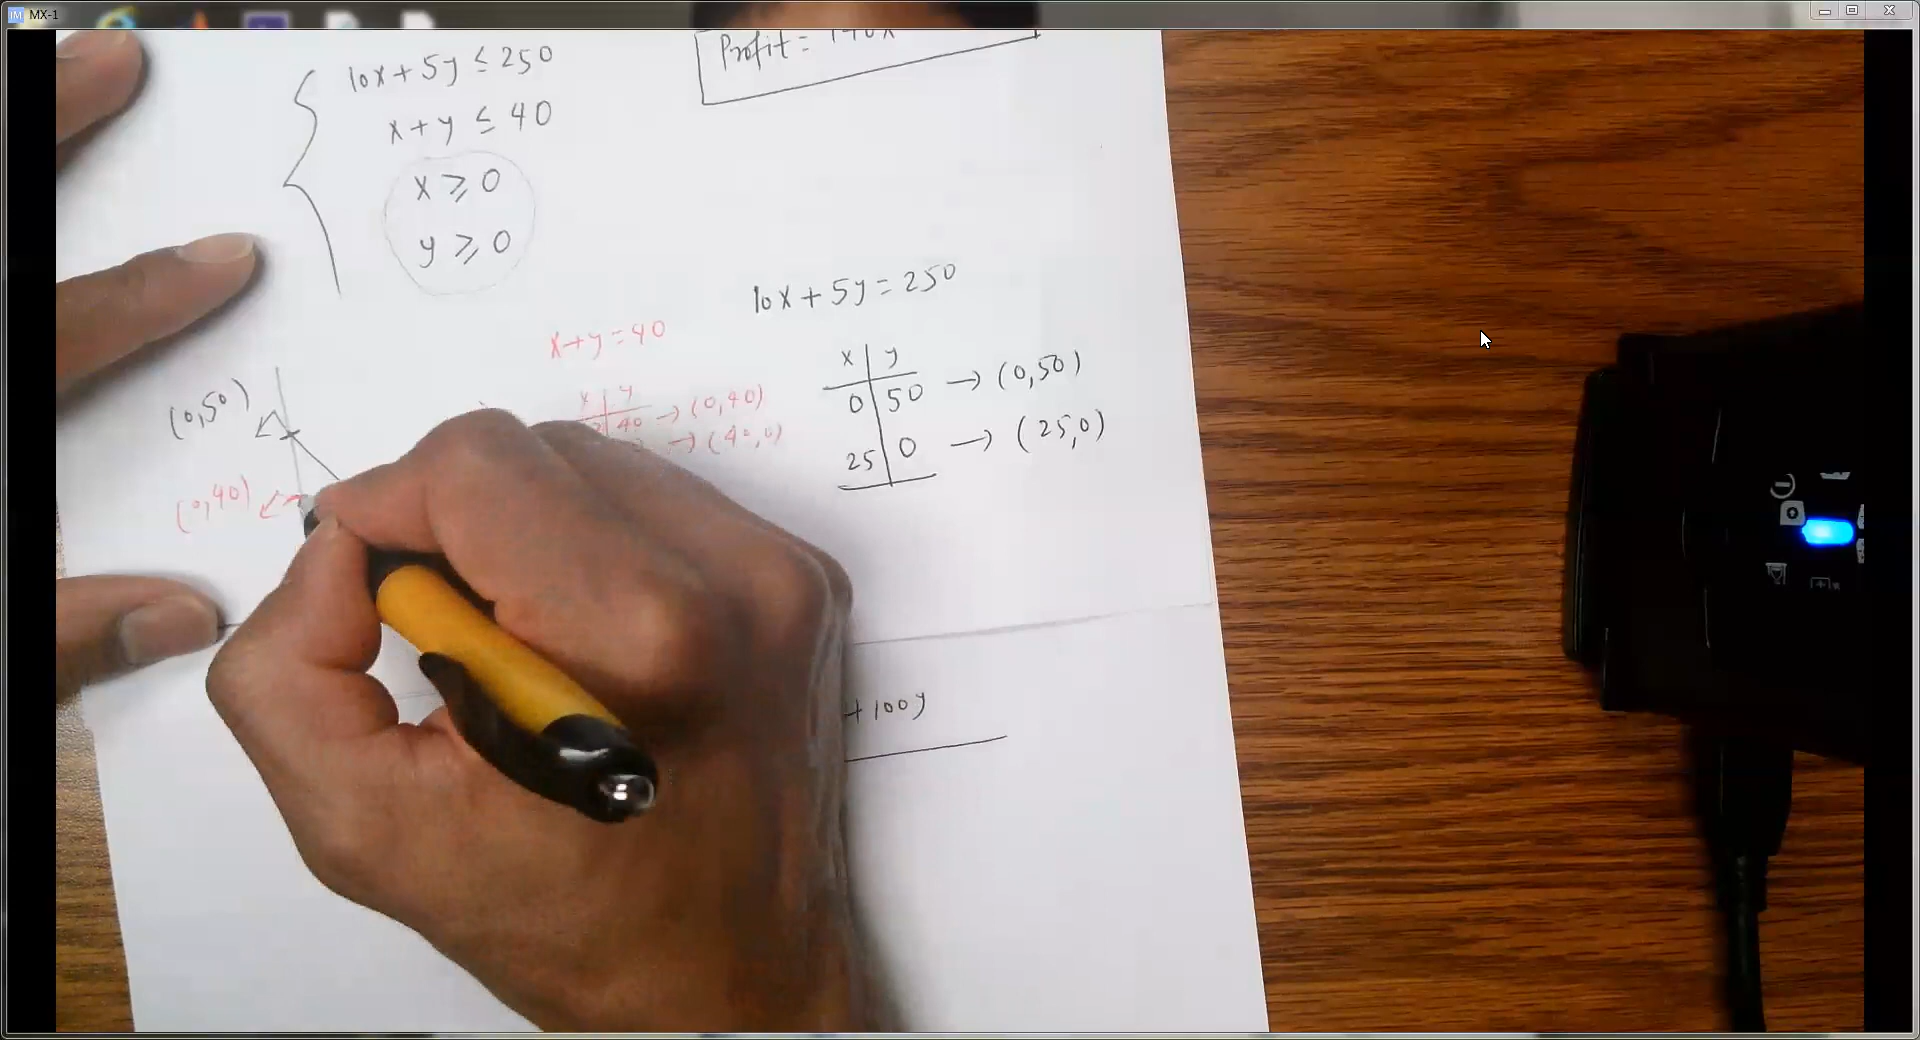 MX-1
10x + 5y ≤ 250
x + y ≤ 40
x ⩾ 0
y ⩾ 0
Profit =
10x + 5y = 250
x + y = 40
x y
0 50 → (0,50)
25 0 → (25,0)
x y
40 → (0,40)
→ (40,0)
(0,50)
(0,40)
+ 100y